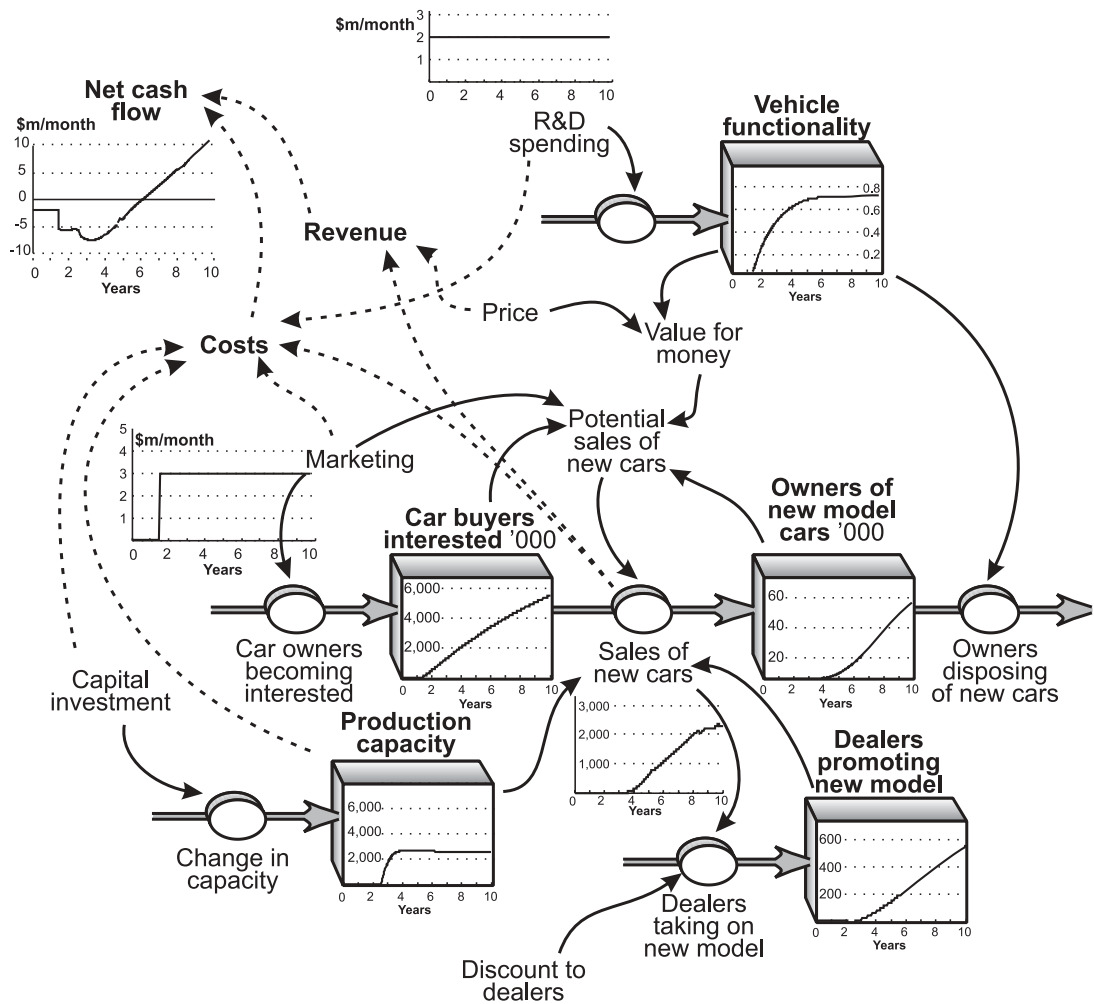 $m/month
3
2
1
0 2 4 6 8 10
R&D
spending
Net cash
flow
$m/month
10
5
0
-5
-10
0 2 4 6 8 10
Years
Vehicle
functionality
0.8
0.6
0.4
0.2
0 2 4 6 8 10
Years
Revenue
Price
Value for
money
Costs
Potential
sales of
new cars
5
4
3
2
1
$m/month
Marketing
0 2 4 6 8 10
Years
Car buyers
interested '000
6,000
4,000
2,000
0 2 4 6 8 10
Years
Owners of
new model
cars '000
60
40
20
0 2 4 6 8 10
Years
Car owners
becoming
interested
Sales of
new cars
3,000
2,000
1,000
0 2 4 6 8 10
Years
Owners
disposing
of new cars
Capital
investment
Production
capacity
6,000
4,000
2,000
0 2 4 6 8 10
Years
Change in
capacity
Dealers
promoting
new model
600
400
200
0 2 4 6 8 10
Years
Dealers
taking on
new model
Discount to
dealers